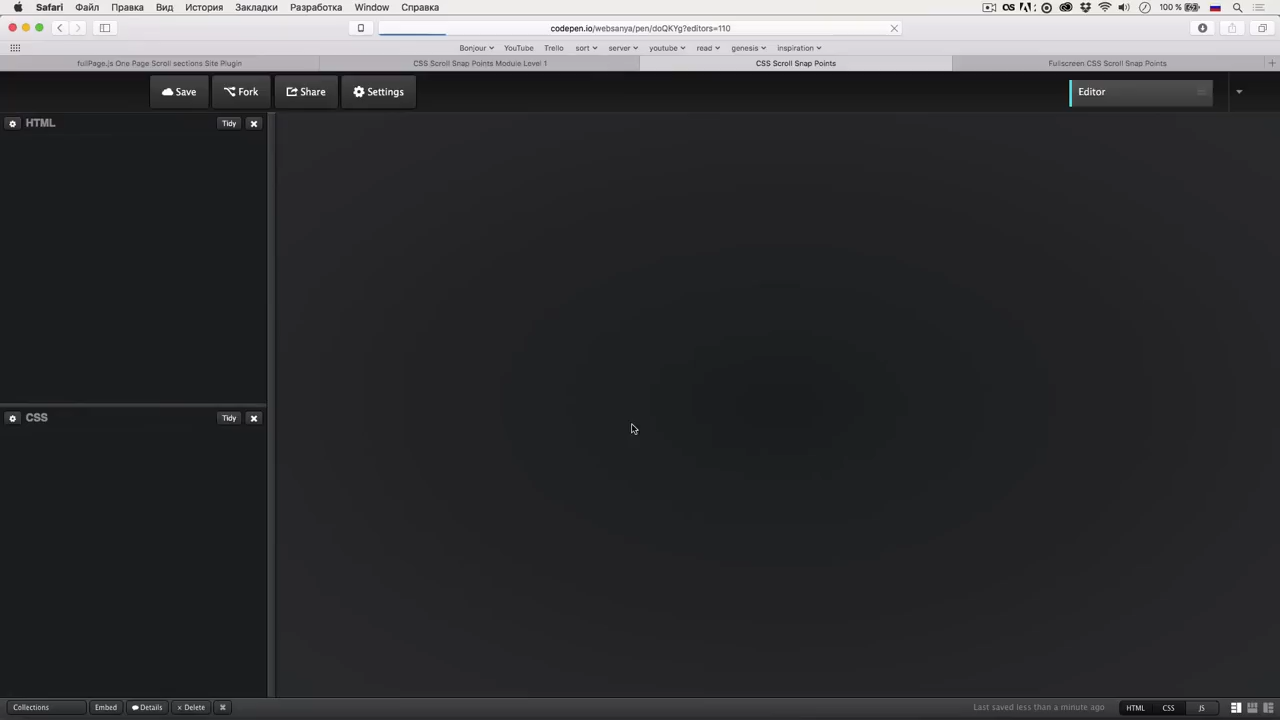 Safari Файл Правка Вид История Закладки Разработка Window Справка 100 %
codepen.io/websanya/pen/doQKYg?editors=110
Bonjour YouTube Trello sort server youtube read genesis inspiration
fullPage.js One Page Scroll sections Site Plugin CSS Scroll Snap Points Module Level 1 CSS Scroll Snap Points Fullscreen CSS Scroll Snap Points
Save Fork Share Settings Editor
HTML Tidy
CSS Tidy
Collections Embed Details × Delete ⌘ Last saved less than a minute ago HTML CSS JS